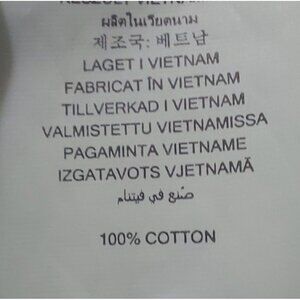 ผลิตในเวียดนาม
제조국: 베트남
LAGET I VIETNAM
FABRICAT ÎN VIETNAM
TILLVERKAD I VIETNAM
VALMISTETTU VIETNAMISSA
PAGAMINTA VIETNAME
IZGATAVOTS VJETNAMĀ
صنع في فيتنام
100% COTTON